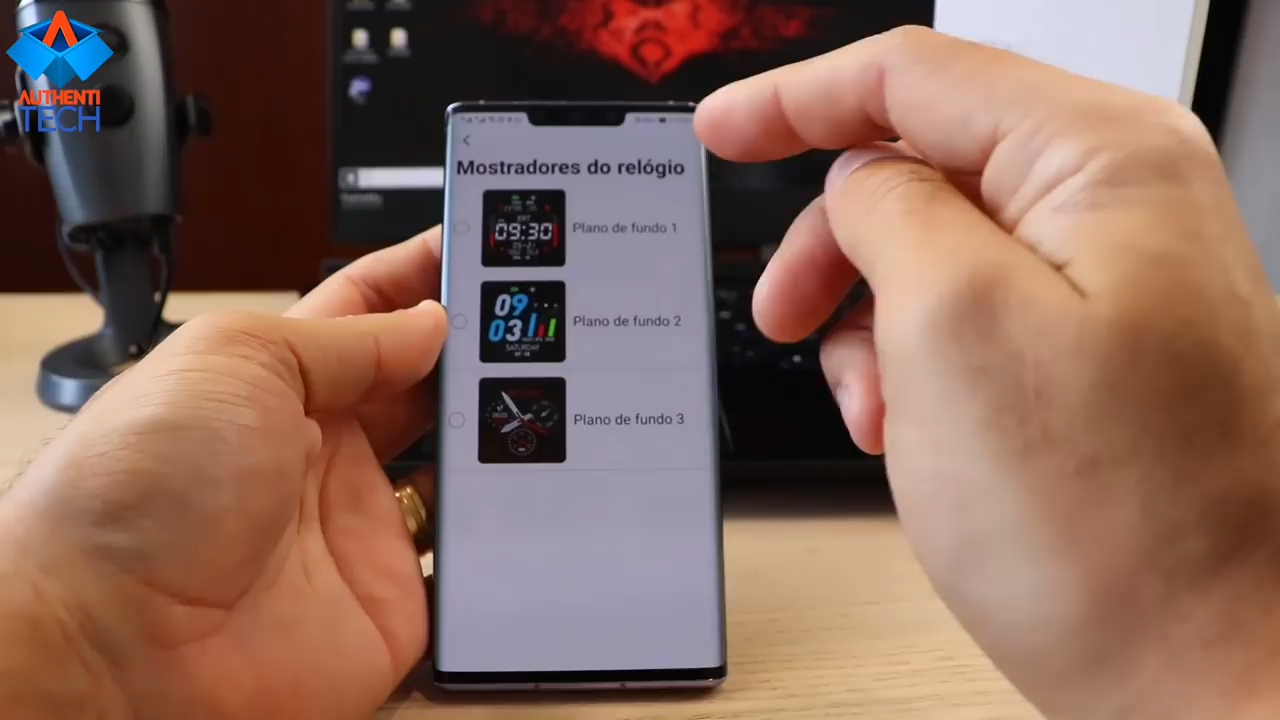 AUTHENTI
TECH
Mostradores do relógio
09:30
Plano de fundo 1
09
03
SATURDAY
Plano de fundo 2
Plano de fundo 3